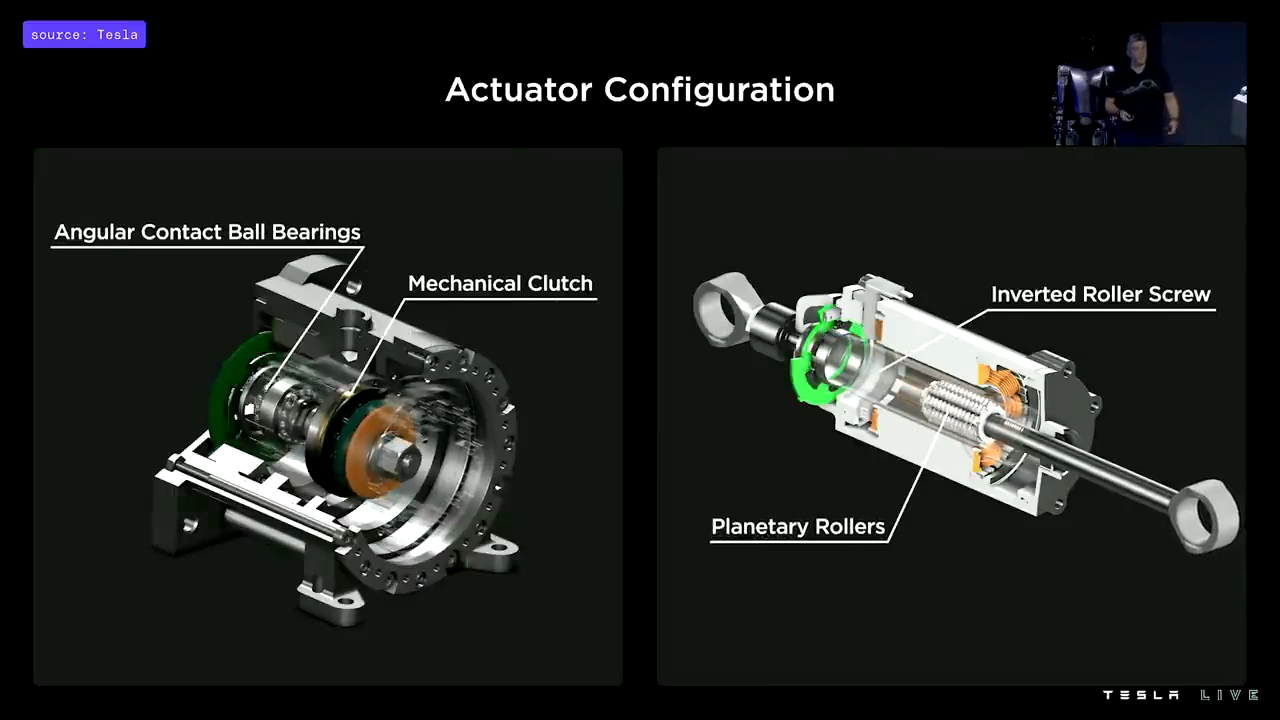 source: Tesla
Actuator Configuration
Angular Contact Ball Bearings
Mechanical Clutch
Inverted Roller Screw
Planetary Rollers
TESLA LIVE